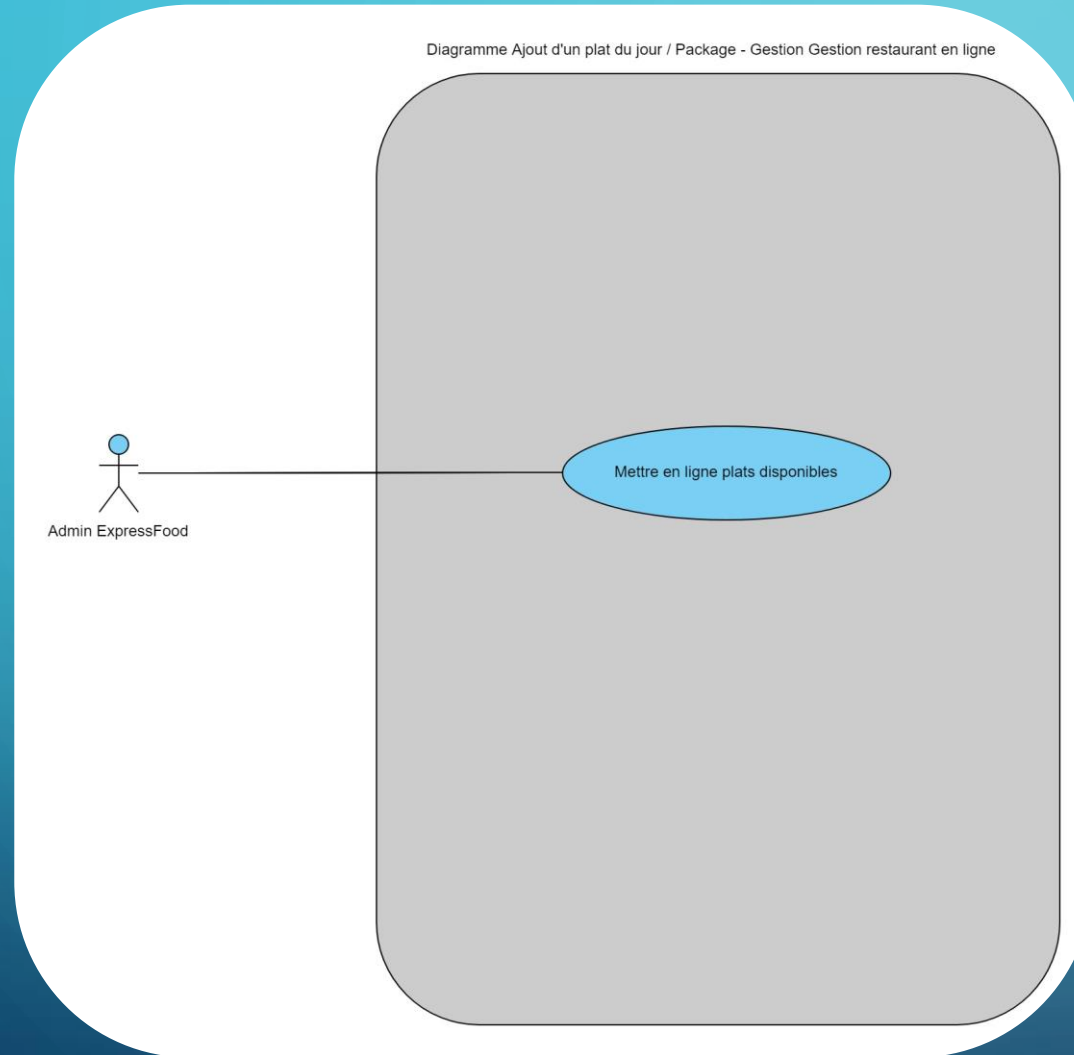 Diagramme Ajout d'un plat du jour / Package - Gestion Gestion restaurant en ligne
Mettre en ligne plats disponibles
Admin ExpressFood